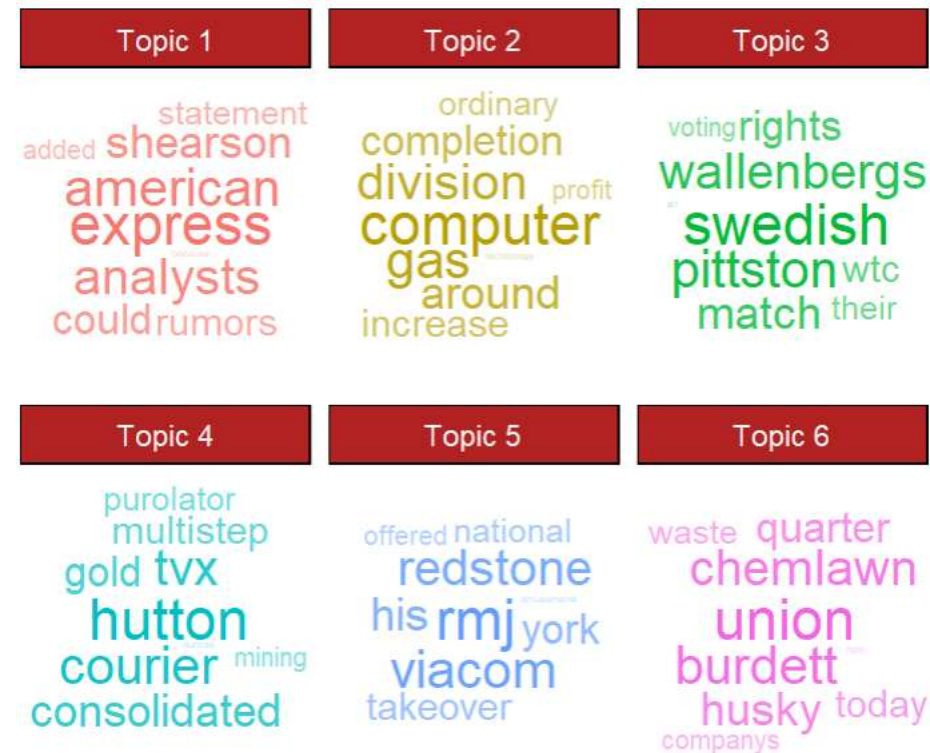 Topic 1
Topic 2
Topic 3
statement
added shearson
american
express
analysts
could rumors
ordinary
completion
division profit
computer
gas
around
increase
voting rights
wallenbergs
swedish
pittston wtc
match their
Topic 4
Topic 5
Topic 6
purolator
multistep
gold tvx
hutton
courier mining
consolidated
offered national
redstone
his rmj york
viacom
takeover
waste quarter
chemlawn
union
burdett
husky today
companys